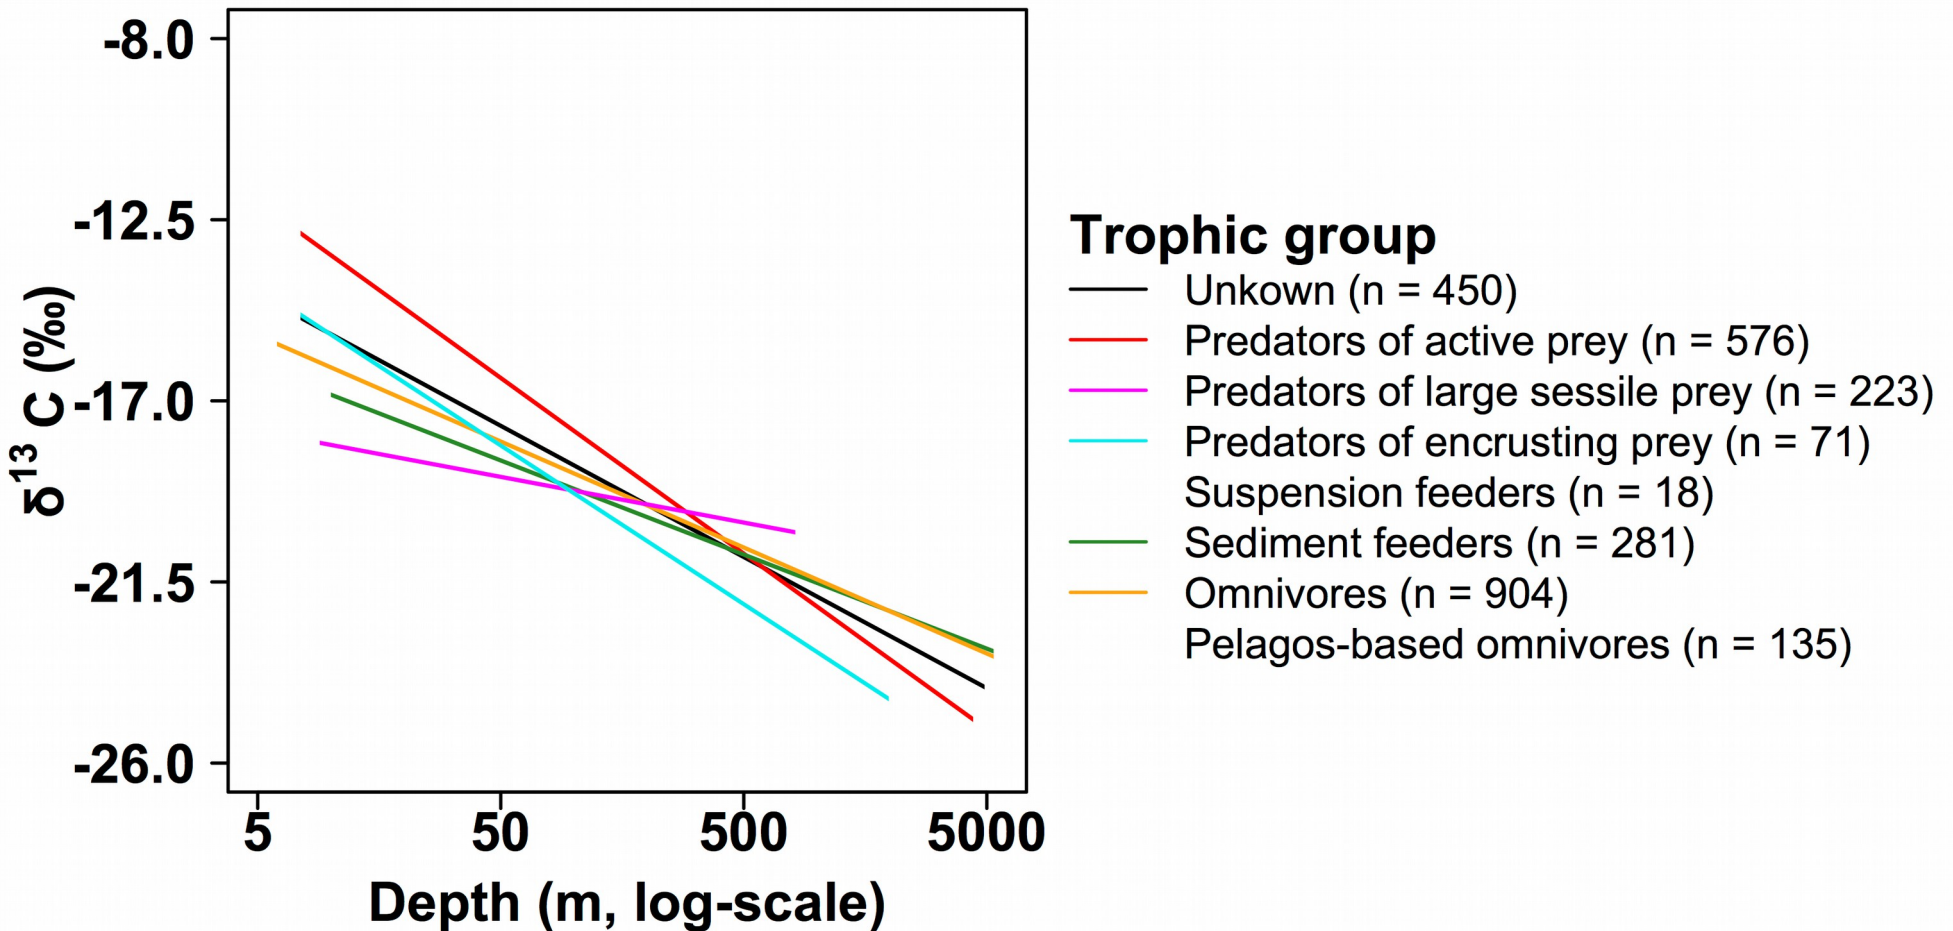 -8.0
-12.5
-17.0
-21.5
-26.0
δ13 C (‰)
5 50 500 5000
Depth (m, log-scale)
Trophic group
Unkown (n = 450)
Predators of active prey (n = 576)
Predators of large sessile prey (n = 223)
Predators of encrusting prey (n = 71)
Suspension feeders (n = 18)
Sediment feeders (n = 281)
Omnivores (n = 904)
Pelagos-based omnivores (n = 135)